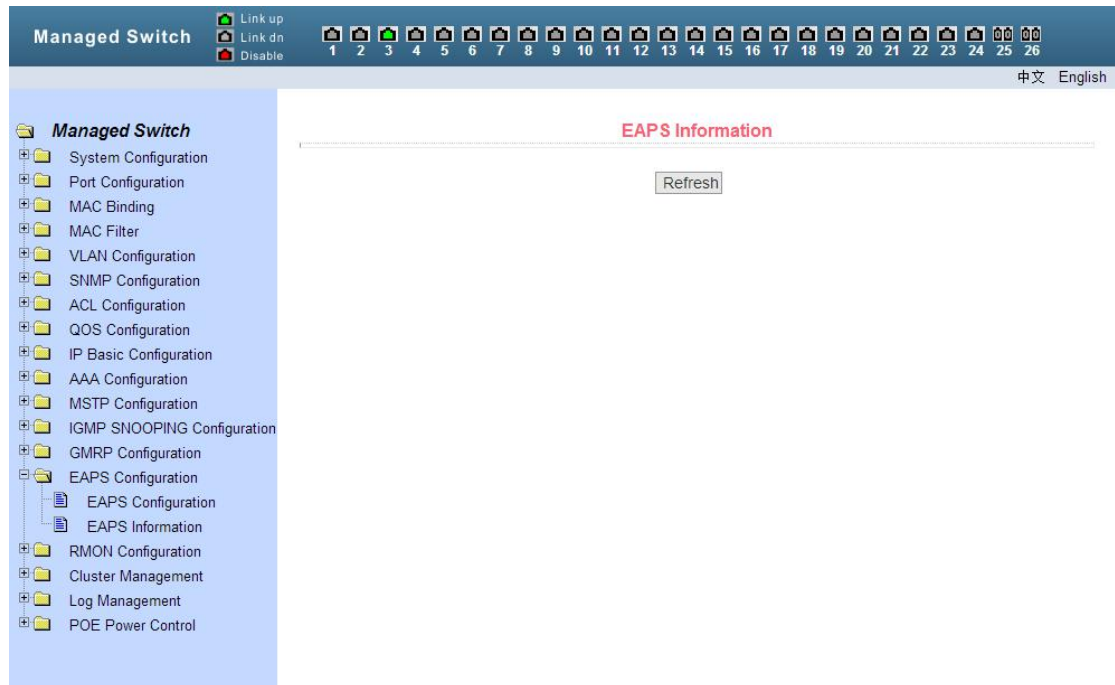 Managed Switch
Link up
Link dn
Disable
1 2 3 4 5 6 7 8 9 10 11 12 13 14 15 16 17 18 19 20 21 22 23 24 25 26
中文 English
Managed Switch
System Configuration
Port Configuration
MAC Binding
MAC Filter
VLAN Configuration
SNMP Configuration
ACL Configuration
QOS Configuration
IP Basic Configuration
AAA Configuration
MSTP Configuration
IGMP SNOOPING Configuration
GMRP Configuration
EAPS Configuration
EAPS Configuration
EAPS Information
RMON Configuration
Cluster Management
Log Management
POE Power Control
EAPS Information
Refresh